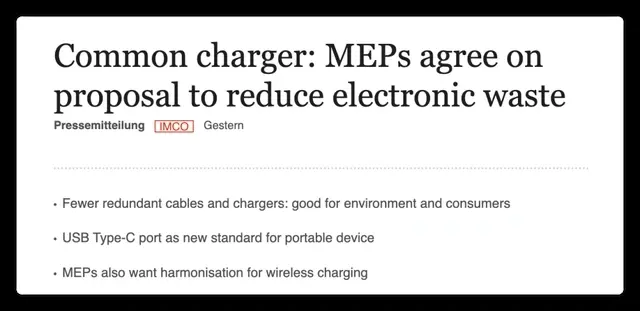 Common charger: MEPs agree on
proposal to reduce electronic waste
Pressemitteilung IMCO Gestern
• Fewer redundant cables and chargers: good for environment and consumers
• USB Type-C port as new standard for portable device
• MEPs also want harmonisation for wireless charging